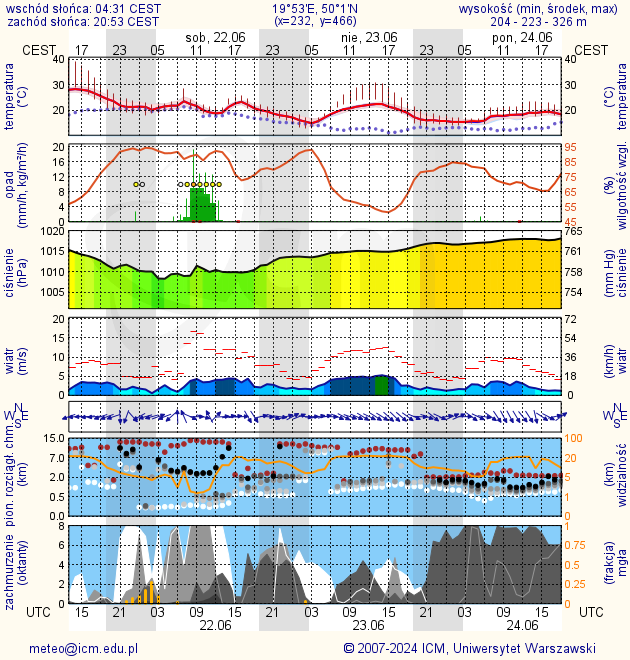 wschód słońca: 04:31 CEST 19°53'E, 50°1'N wysokość (min, środek, max)
zachód słońca: 20:53 CEST (x=232, y=466) 204 - 223 - 326 m
sob, 22.06 nie, 23.06 pon, 24.06
CEST 17 23 05 11 17 23 05 11 17 23 05 11 17 CEST
temperatura (°C)
40 30 20 10
40 30 20 10
(°C) temperatura
opad (mm/h, kg/m²/h)
20 16 12 8 4 0
95 85 75 65 55 45
(%) wilgotność wzgl.
ciśnienie (hPa)
1020 1015 1010 1005
765 761 758 754
(mm Hg) ciśnienie
wiatr (m/s)
20 15 10 5 0
72 54 36 18 0
(km/h) wiatr
N W E S
N W E S
pion. rozciągł. chm. (km)
15.0 7.0 2.0 0.5 0.0
100 20 5 1 0
(km) widzialność
zachmurzenie (oktanty)
8 6 4 2 0
1 0.75 0.5 0.25 0
(frakcja) mgła
UTC 15 21 03 09 15 21 03 09 15 21 03 09 15 UTC
22.06 23.06 24.06
meteo@icm.edu.pl © 2007-2024 ICM, Uniwersytet Warszawski